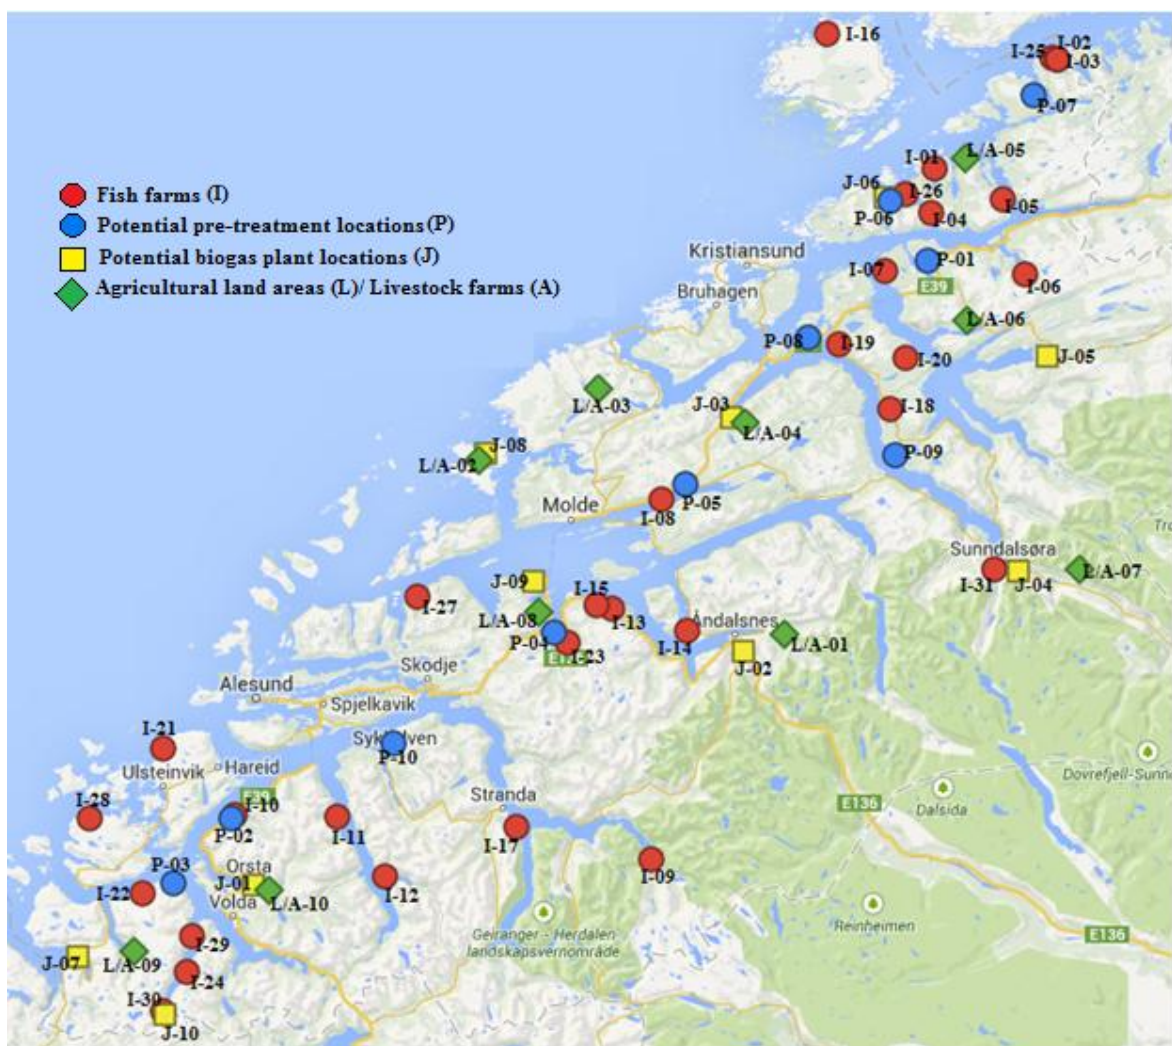 I-16
I-02
I-25
I-03
P-07
L/A-05
I-01
J-06
I-26
I-05
P-06
I-04
Fish farms (I)
Potential pre-treatment locations (P)
Potential biogas plant locations (J)
Agricultural land areas (L)/ Livestock farms (A)
Kristiansund
P-01
I-07
I-06
E39
Bruhagen
L/A-06
P-08
I-19
I-20
J-05
L/A-03
J-03
I-18
L/A-04
J-08
L/A-02
P-09
Molde
P-05
I-08
Sunndalsøra
J-09
I-15
I-31
J-04
L/A-07
I-27
L/A-08
I-13
P-04
I-14
Åndalsnes
L/A-01
I-23
J-02
Skodje
Alesund
Spjelkavik
I-21
P-10
Ulsteinvik
Hareid
Dovrefjell-Sunn
E39
Stranda
Dalsida
E136
I-28
I-10
P-02
I-11
I-17
P-03
Orsta
I-09
I-22
J-01
I-12
Volda
L/A-10
Reinheimen
I-29
Geiranger - Herdalen
landskapsvernområde
E136
J-07
L/A-09
I-24
I-30
J-10